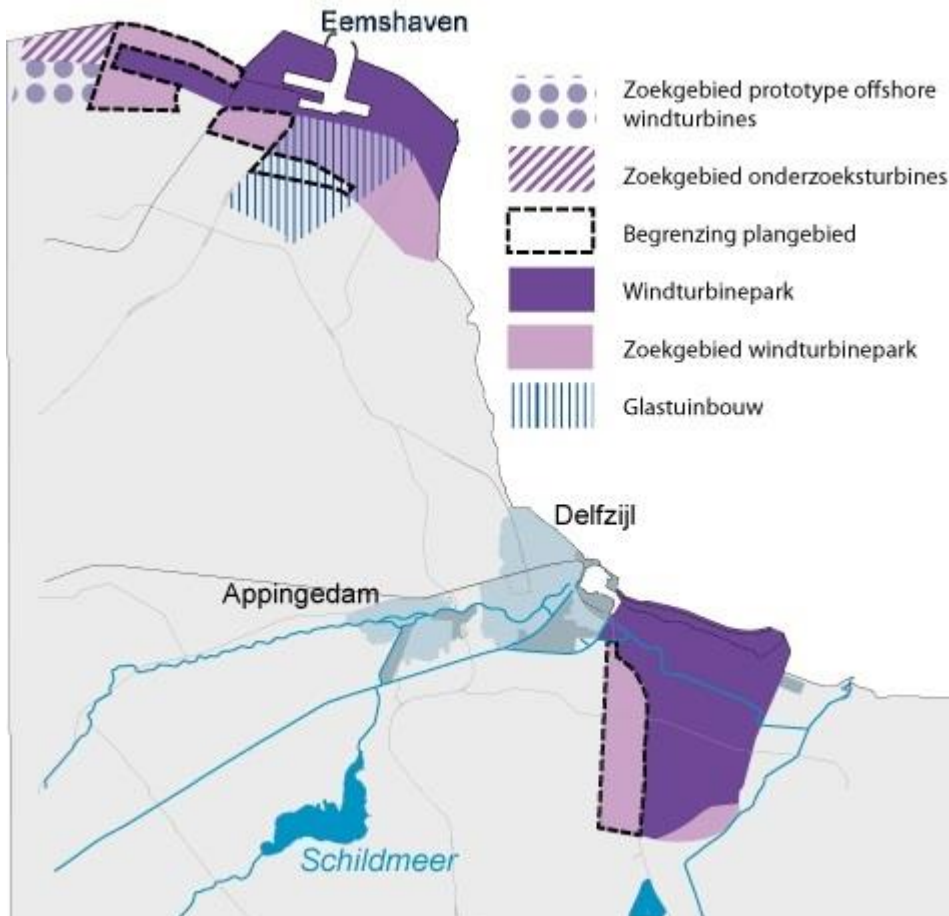 Eemshaven
Zoekgebied prototype offshore
windturbines
Zoekgebied onderzoeksturbines
Begrenzing plangebied
Windturbinepark
Zoekgebied windturbinepark
Glastuinbouw
Delfzijl
Appingedam
Schildmeer